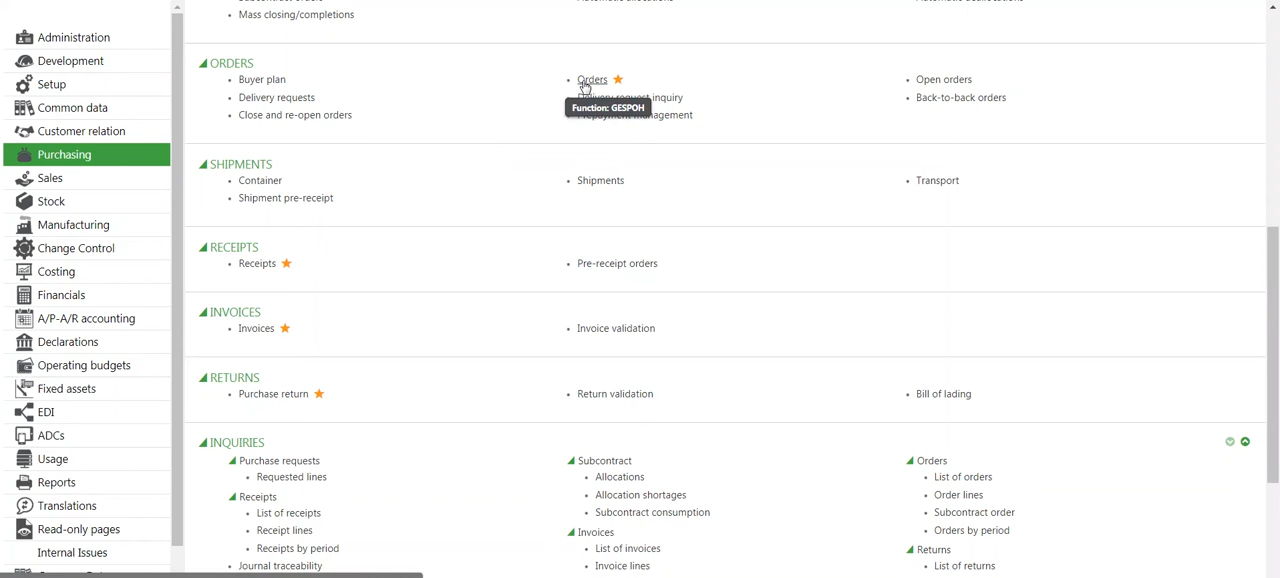 Mass closing/completions
Administration
Development
Setup
Common data
Customer relation
Purchasing
Sales
Stock
Manufacturing
Change Control
Costing
Financials
A/P-A/R accounting
Declarations
Operating budgets
Fixed assets
EDI
ADCs
Usage
Reports
Translations
Read-only pages
Internal Issues
ORDERS
Buyer plan
Orders
Open orders
Delivery requests
Delivery request inquiry
Back-to-back orders
Function: GESPOH
Close and re-open orders
Prepayment management
SHIPMENTS
Container
Shipments
Transport
Shipment pre-receipt
RECEIPTS
Receipts
Pre-receipt orders
INVOICES
Invoices
Invoice validation
RETURNS
Purchase return
Return validation
Bill of lading
INQUIRIES
Purchase requests
Requested lines
Receipts
List of receipts
Receipt lines
Receipts by period
Journal traceability
Subcontract
Allocations
Allocation shortages
Subcontract consumption
Invoices
List of invoices
Invoice lines
Orders
List of orders
Order lines
Subcontract order
Orders by period
Returns
List of returns